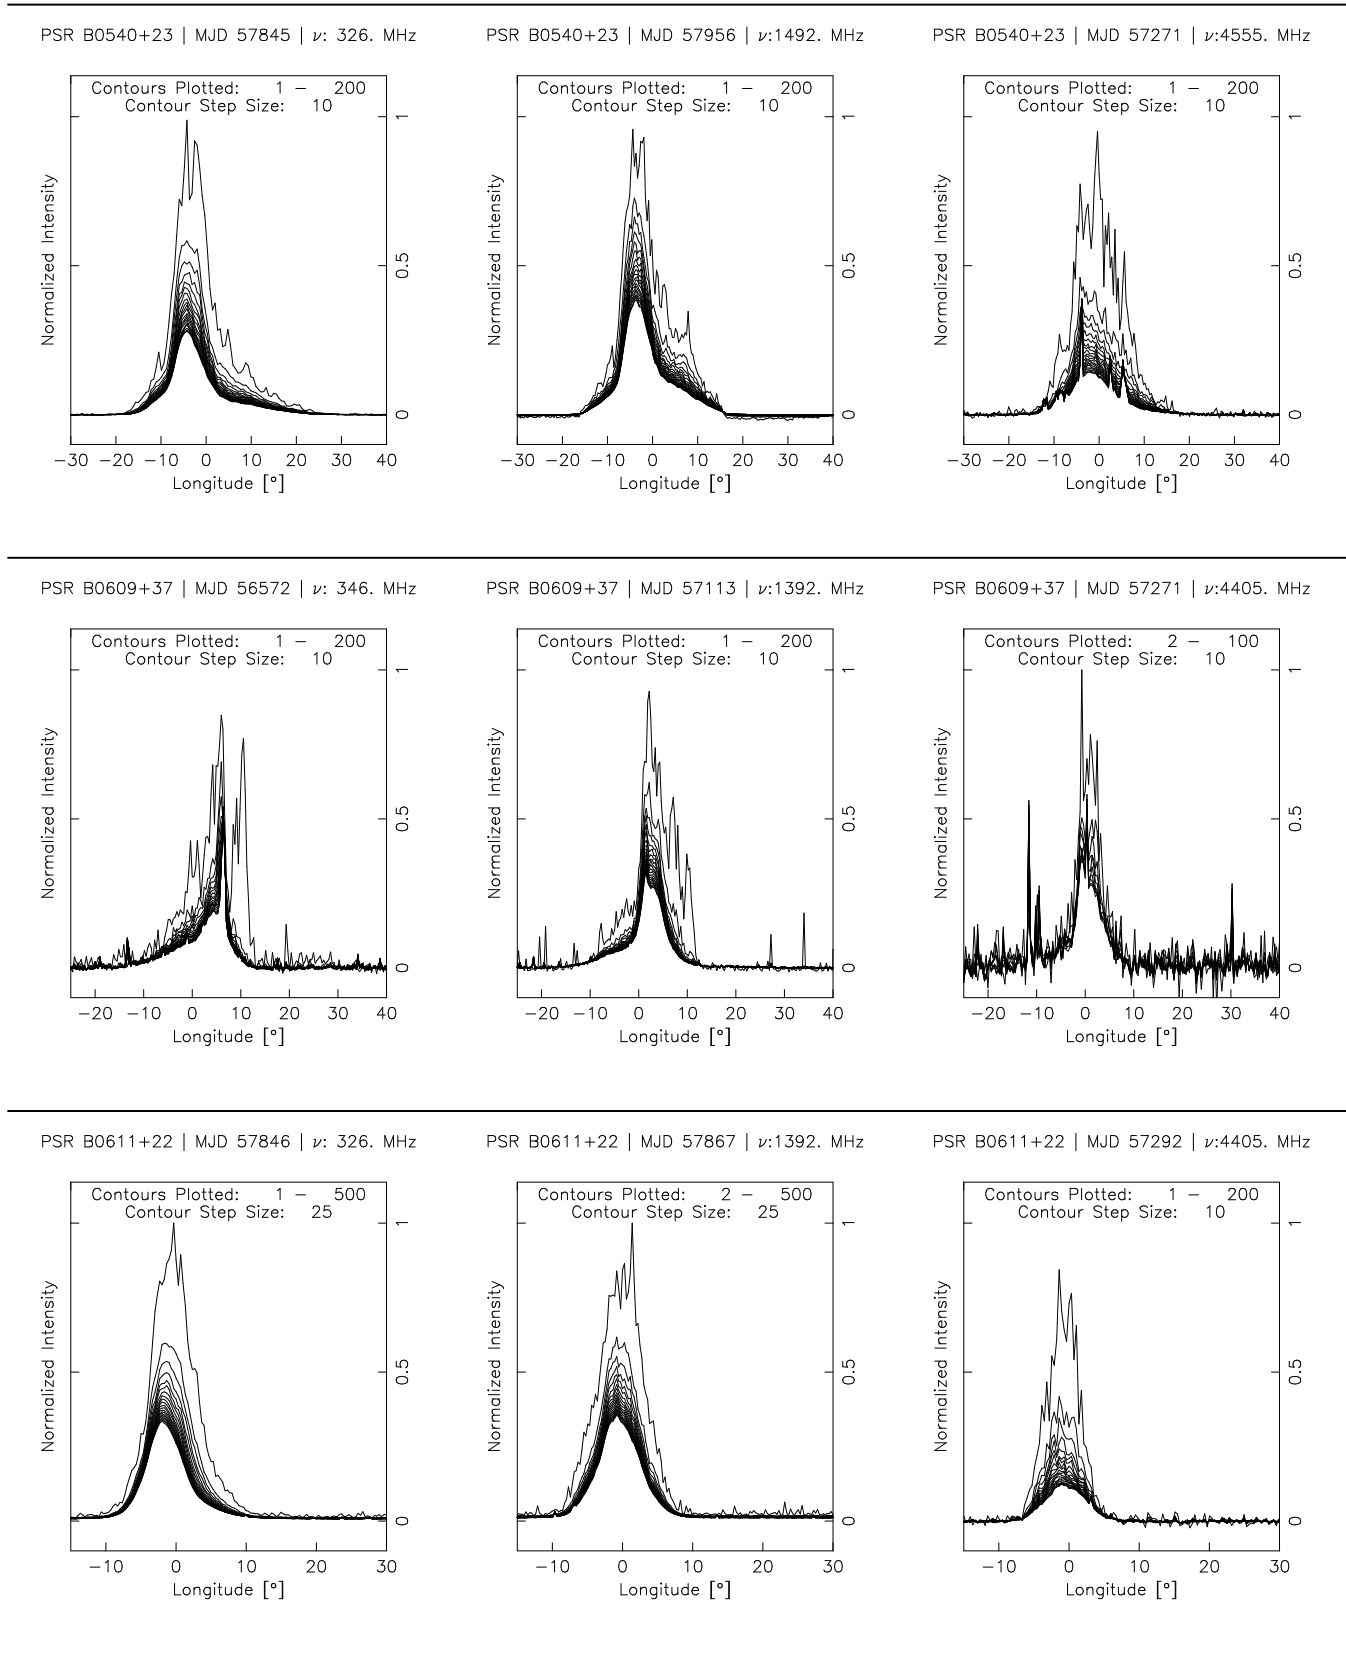 PSR B0540+23 | MJD 57845 | ν: 326. MHz
Contours Plotted: 1 − 200
Contour Step Size: 10
Normalized Intensity
1
0.5
0
−30 −20 −10 0 10 20 30 40
Longitude [°]
PSR B0540+23 | MJD 57956 | ν:1492. MHz
Contours Plotted: 1 − 200
Contour Step Size: 10
Normalized Intensity
1
0.5
0
−30 −20 −10 0 10 20 30 40
Longitude [°]
PSR B0540+23 | MJD 57271 | ν:4555. MHz
Contours Plotted: 1 − 200
Contour Step Size: 10
Normalized Intensity
1
0.5
0
−30 −20 −10 0 10 20 30 40
Longitude [°]
PSR B0609+37 | MJD 56572 | ν: 346. MHz
Contours Plotted: 1 − 200
Contour Step Size: 10
Normalized Intensity
1
0.5
0
−20 −10 0 10 20 30 40
Longitude [°]
PSR B0609+37 | MJD 57113 | ν:1392. MHz
Contours Plotted: 1 − 200
Contour Step Size: 10
Normalized Intensity
1
0.5
0
−20 −10 0 10 20 30 40
Longitude [°]
PSR B0609+37 | MJD 57271 | ν:4405. MHz
Contours Plotted: 2 − 100
Contour Step Size: 10
Normalized Intensity
1
0.5
0
−20 −10 0 10 20 30 40
Longitude [°]
PSR B0611+22 | MJD 57846 | ν: 326. MHz
Contours Plotted: 1 − 500
Contour Step Size: 25
Normalized Intensity
1
0.5
0
−10 0 10 20 30
Longitude [°]
PSR B0611+22 | MJD 57867 | ν:1392. MHz
Contours Plotted: 2 − 500
Contour Step Size: 25
Normalized Intensity
1
0.5
0
−10 0 10 20 30
Longitude [°]
PSR B0611+22 | MJD 57292 | ν:4405. MHz
Contours Plotted: 1 − 200
Contour Step Size: 10
Normalized Intensity
1
0.5
0
−10 0 10 20 30
Longitude [°]